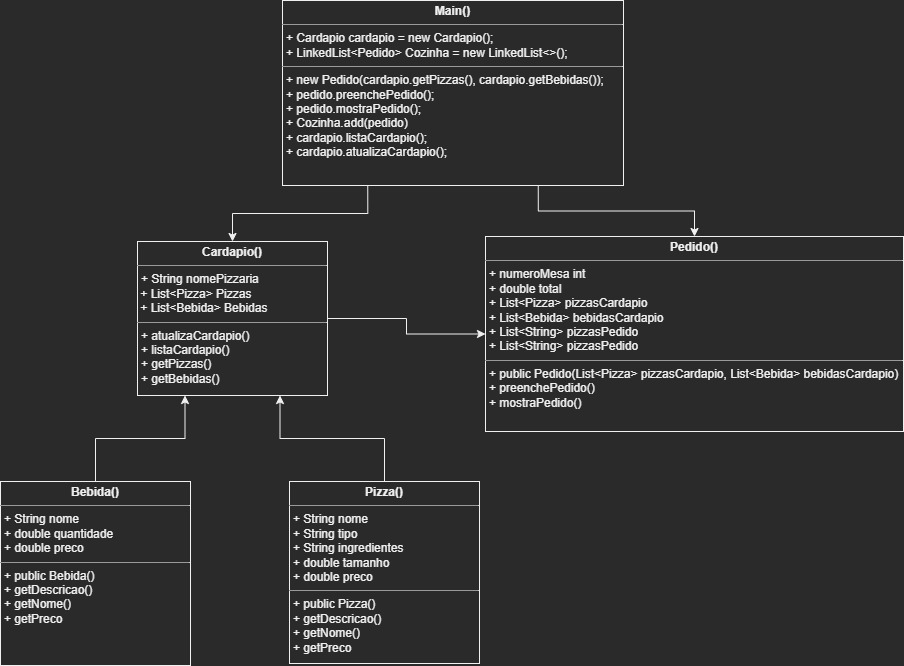 Main()
+ Cardapio cardapio = new Cardapio();
+ LinkedList<Pedido> Cozinha = new LinkedList<>();
+ new Pedido(cardapio.getPizzas(), cardapio.getBebidas());
+ pedido.preenchePedido();
+ pedido.mostraPedido();
+ Cozinha.add(pedido)
+ cardapio.listaCardapio();
+ cardapio.atualizaCardapio();
Cardapio()
+ String nomePizzaria
+ List<Pizza> Pizzas
+ List<Bebida> Bebidas
+ atualizaCardapio()
+ listaCardapio()
+ getPizzas()
+ getBebidas()
Pedido()
+ numeroMesa int
+ double total
+ List<Pizza> pizzasCardapio
+ List<Bebida> bebidasCardapio
+ List<String> pizzasPedido
+ List<String> pizzasPedido
+ public Pedido(List<Pizza> pizzasCardapio, List<Bebida> bebidasCardapio)
+ preenchePedido()
+ mostraPedido()
Bebida()
+ String nome
+ double quantidade
+ double preco
+ public Bebida()
+ getDescricao()
+ getNome()
+ getPreco
Pizza()
+ String nome
+ String tipo
+ String ingredientes
+ double tamanho
+ double preco
+ public Pizza()
+ getDescricao()
+ getNome()
+ getPreco